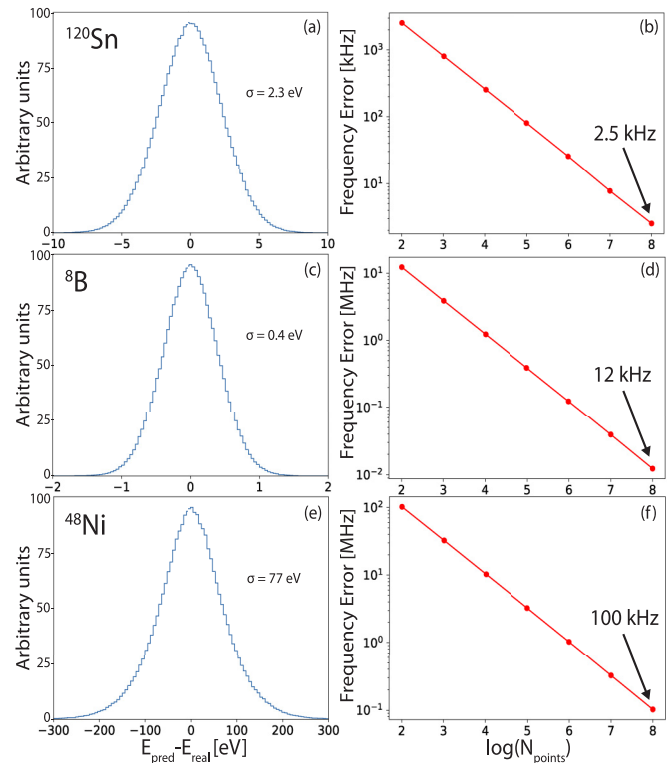 ¹²⁰Sn
(a)
σ = 2.3 eV
Arbitrary units
100
75
50
25
0
−10 −5 0 5 10
(b)
2.5 kHz
Frequency Error [kHz]
10³
10²
10¹
2 3 4 5 6 7 8
⁸B
(c)
σ = 0.4 eV
Arbitrary units
100
75
50
25
0
−2 −1 0 1 2
(d)
12 kHz
Frequency Error [MHz]
10¹
10⁰
10⁻¹
10⁻²
2 3 4 5 6 7 8
⁴⁸Ni
(e)
σ = 77 eV
Arbitrary units
100
75
50
25
0
−300 −200 −100 0 100 200 300
E_pred-E_real [eV]
(f)
100 kHz
Frequency Error [MHz]
10²
10¹
10⁰
10⁻¹
2 3 4 5 6 7 8
log(N_points)